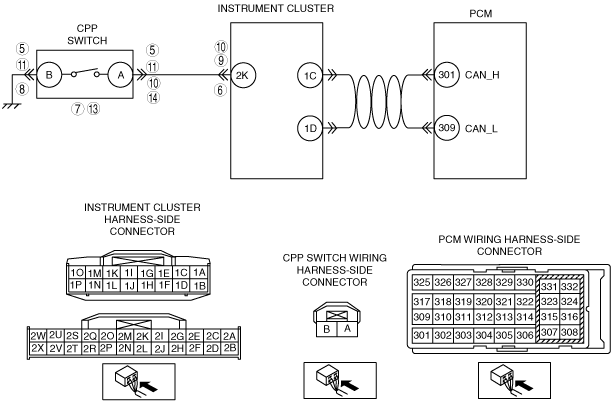 INSTRUMENT CLUSTER
PCM
CPP
SWITCH
5
11
8
B
A
5
11
10
14
7 13
10
9
6
2K
1C
1D
301
CAN_H
309
CAN_L
INSTRUMENT CLUSTER
HARNESS-SIDE
CONNECTOR
1O 1M 1K 1I 1G 1E 1C 1A
1P 1N 1L 1J 1H 1F 1D 1B
2W 2U 2S 2Q 2O 2M 2K 2I 2G 2E 2C 2A
2X 2V 2T 2R 2P 2N 2L 2J 2H 2F 2D 2B
CPP SWITCH WIRING
HARNESS-SIDE
CONNECTOR
B A
PCM WIRING HARNESS-SIDE
CONNECTOR
325 326 327 328 329 330 331 332
317 318 319 320 321 322 323 324
309 310 311 312 313 314 315 316
301 302 303 304 305 306 307 308